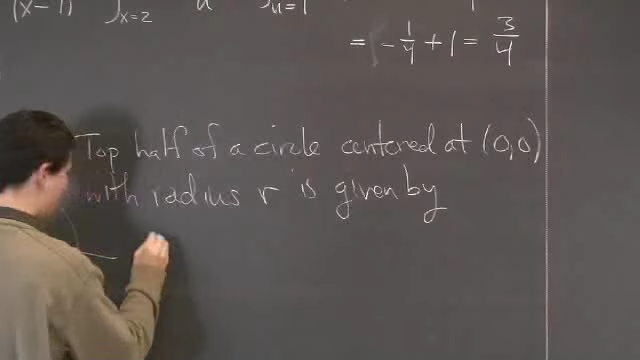 (x-1) ]x=2 u ]u=1
= -1/4 + 1 = 3/4
Top half of a circle centered at (0,0)
with radius r is given by